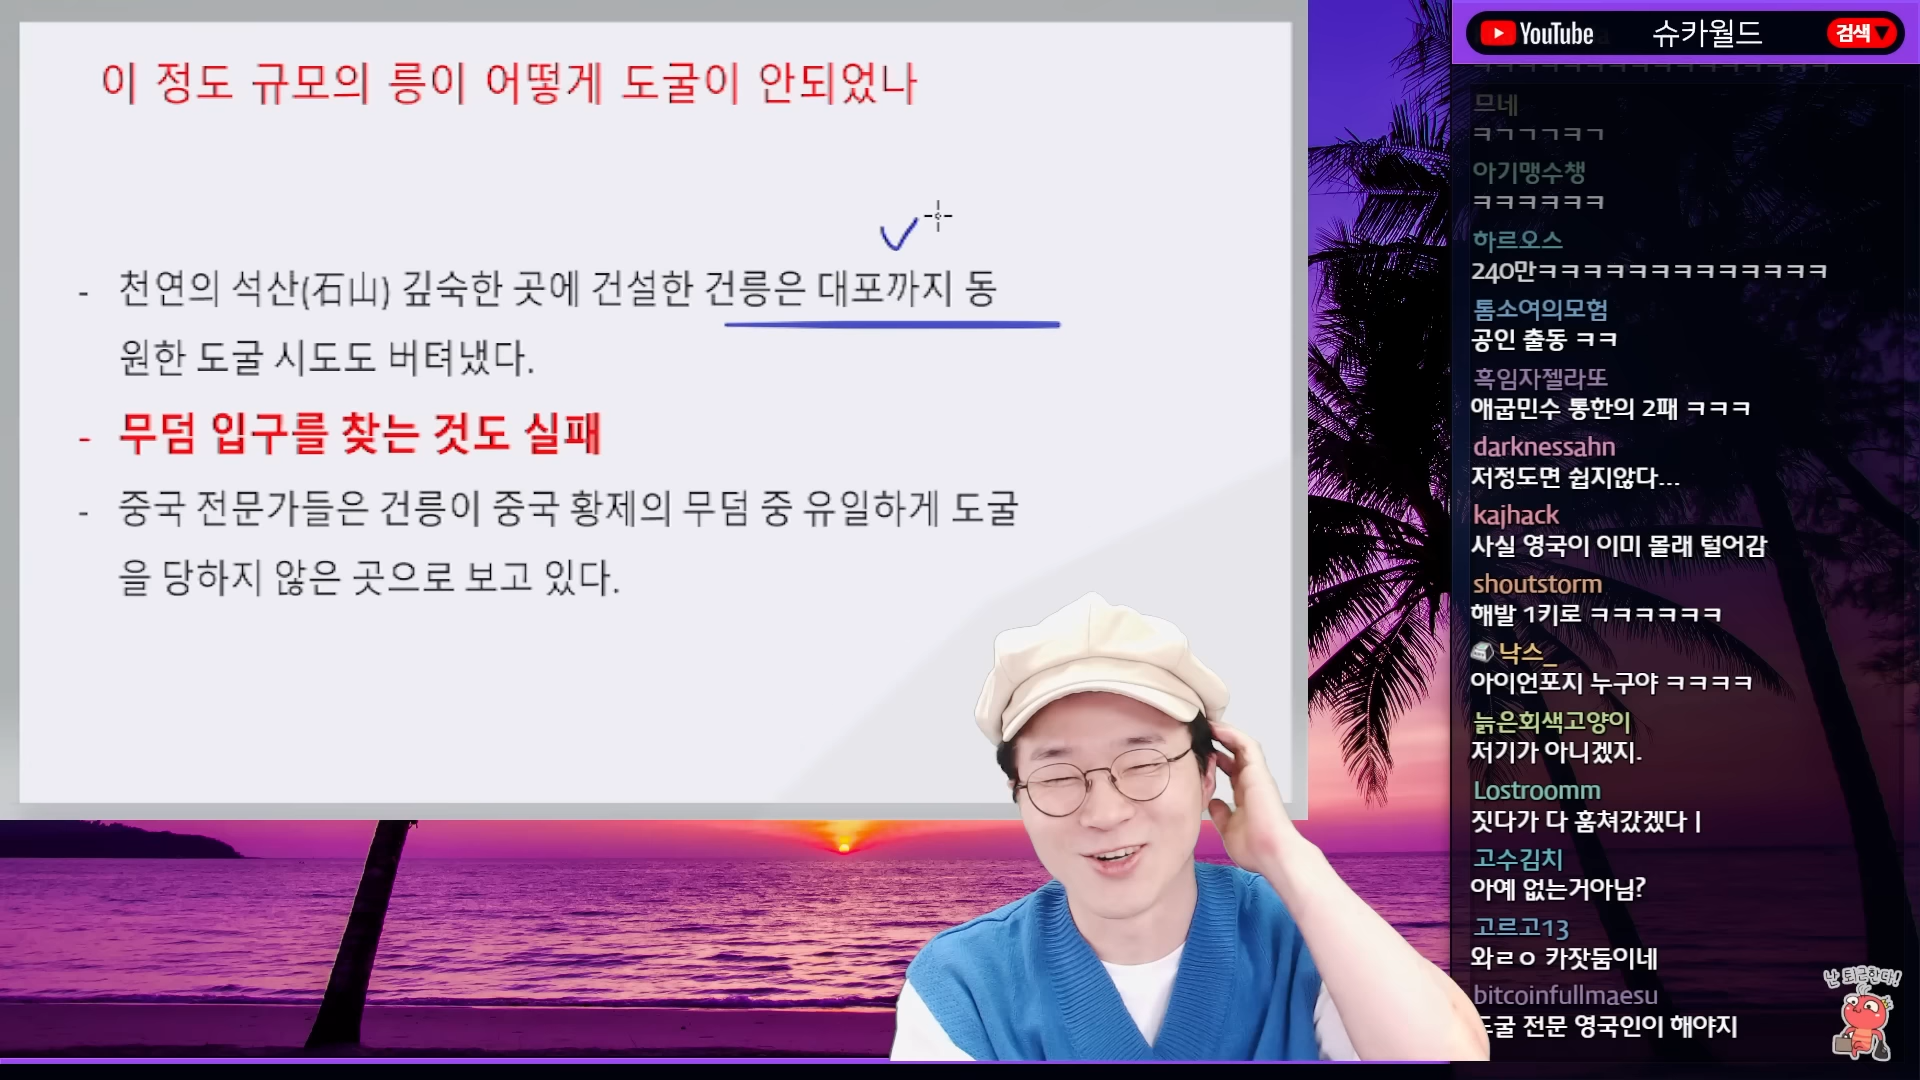 이 정도 규모의 릉이 어떻게 도굴이 안되었나
- 천연의 석산(石山) 깊숙한 곳에 건설한 건릉은 대포까지 동
원한 도굴 시도도 버텨냈다.
- 무덤 입구를 찾는 것도 실패
- 중국 전문가들은 건릉이 중국 황제의 무덤 중 유일하게 도굴
을 당하지 않은 곳으로 보고 있다.
YouTube 슈카월드 검색
므네
ㅋㄱㄱㄱㅋㄱ
아기맹수챙
ㅋㅋㅋㅋㅋㅋ
하르오스
240만ㅋㅋㅋㅋㅋㅋㅋㅋㅋㅋㅋㅋㅋ
톰소여의모험
공인 출동 ㅋㅋ
흑임자젤라또
애굽민수 통한의 2패 ㅋㅋㅋ
darknessahn
저정도면 쉽지않다...
kajhack
사실 영국이 이미 몰래 털어감
shoutstorm
해발 1키로 ㅋㅋㅋㅋㅋㅋ
낙스_
아이언포지 누구야 ㅋㅋㅋㅋ
늙은회색고양이
저기가 아니겠지.
Lostroomm
짓다가 다 훔쳐갔겠다ㅣ
고수김치
아예 없는거아님?
고르고13
와ㄹㅇ 카잣둠이네
bitcoinfullmaesu
도굴 전문 영국인이 해야지
난 퇴근한다!